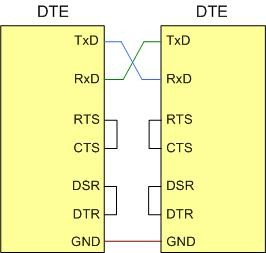 DTE DTE
TxD TxD
RxD RxD
RTS RTS
CTS CTS
DSR DSR
DTR DTR
GND GND